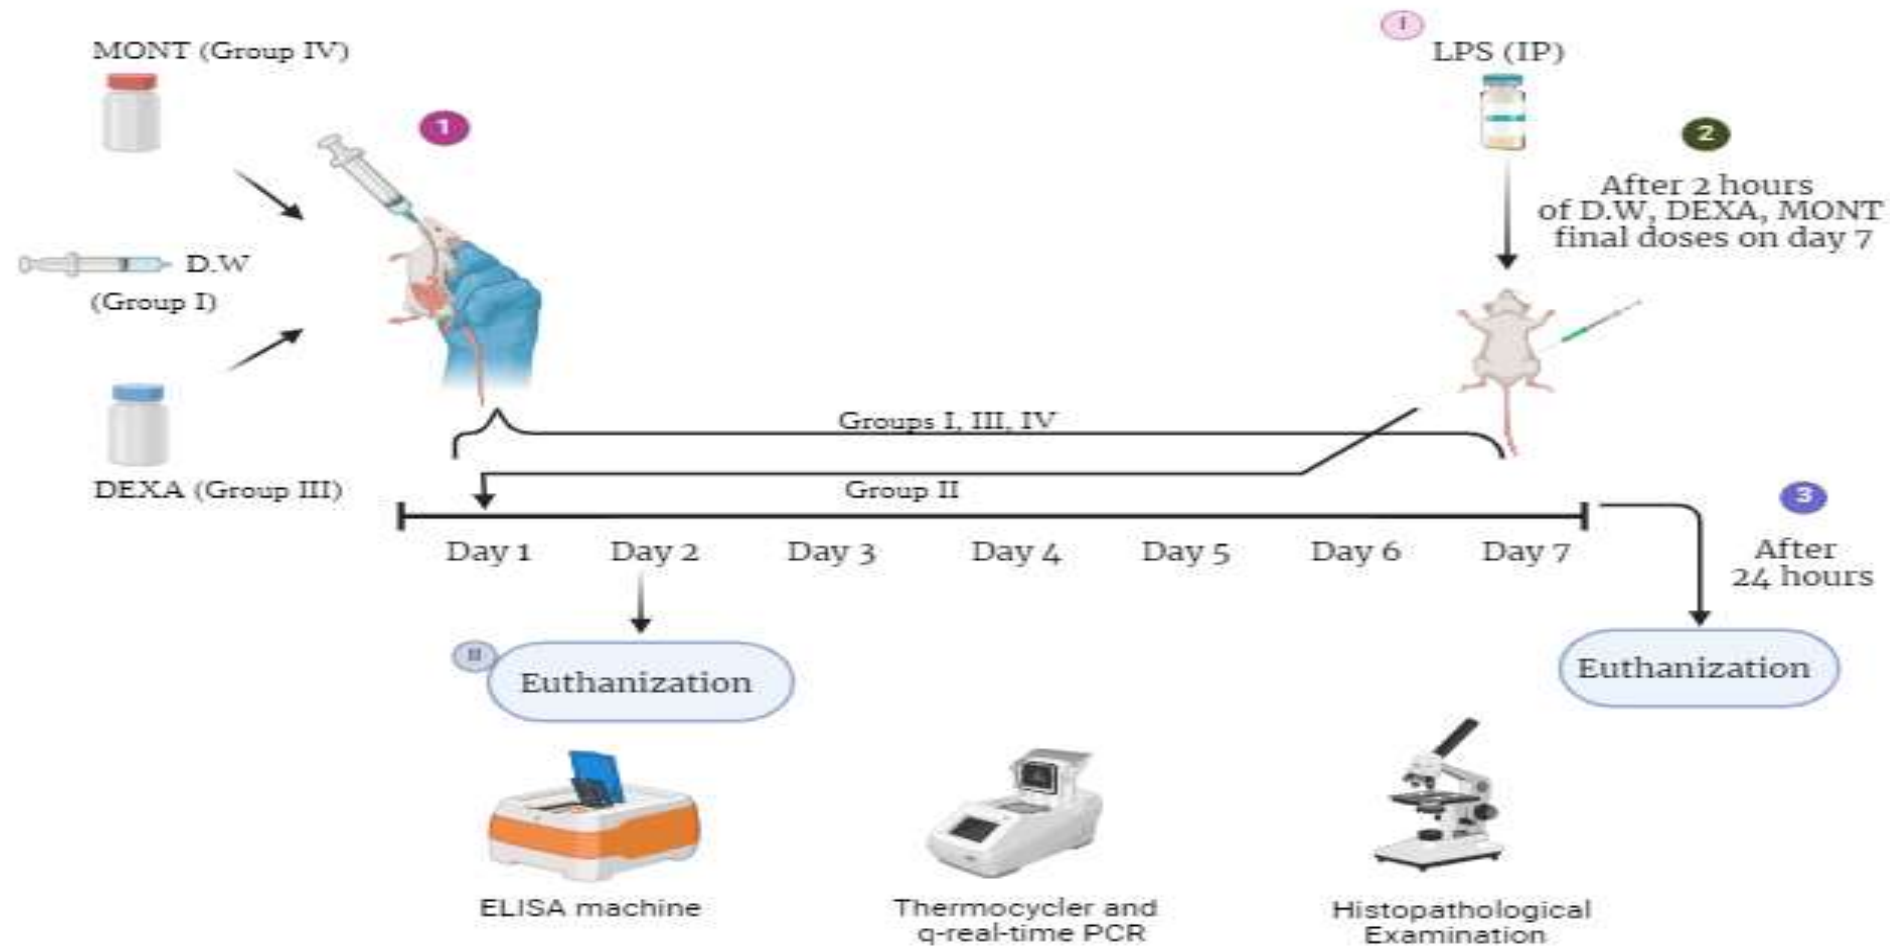 MONT (Group IV)
1
D.W
(Group I)
DEXA (Group III)
I
LPS (IP)
2
After 2 hours
of D.W, DEXA, MONT
final doses on day 7
Groups I, III, IV
Group II
Day 1
Day 2
Day 3
Day 4
Day 5
Day 6
Day 7
3
After
24 hours
II
Euthanization
Euthanization
ELISA machine
Thermocycler and
q-real-time PCR
Histopathological
Examination